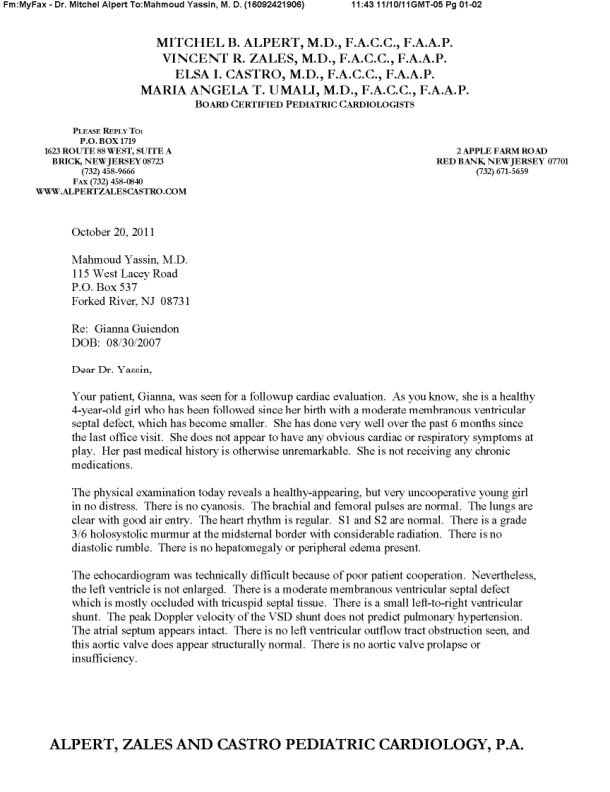 Fm:MyFax - Dr. Mitchel Alpert To:Mahmoud Yassin, M. D. (16092421906) 11:43 11/10/11GMT-05 Pg 01-02
MITCHEL B. ALPERT, M.D., F.A.C.C., F.A.A.P.
VINCENT R. ZALES, M.D., F.A.C.C., F.A.A.P.
ELSA I. CASTRO, M.D., F.A.C.C., F.A.A.P.
MARIA ANGELA T. UMALI, M.D., F.A.C.C., F.A.A.P.
BOARD CERTIFIED PEDIATRIC CARDIOLOGISTS
PLEASE REPLY TO:
P.O. BOX 1719
1623 ROUTE 88 WEST, SUITE A
BRICK, NEW JERSEY 08723
(732) 458-9666
FAX (732) 458-0840
WWW.ALPERTZALESCASTRO.COM
2 APPLE FARM ROAD
RED BANK, NEW JERSEY 07701
(732) 671-5659
October 20, 2011
Mahmoud Yassin, M.D.
115 West Lacey Road
P.O. Box 537
Forked River, NJ 08731
Re: Gianna Guiendon
DOB: 08/30/2007
Dear Dr. Yassin,
Your patient, Gianna, was seen for a followup cardiac evaluation. As you know, she is a healthy
4-year-old girl who has been followed since her birth with a moderate membranous ventricular
septal defect, which has become smaller. She has done very well over the past 6 months since
the last office visit. She does not appear to have any obvious cardiac or respiratory symptoms at
play. Her past medical history is otherwise unremarkable. She is not receiving any chronic
medications.
The physical examination today reveals a healthy-appearing, but very uncooperative young girl
in no distress. There is no cyanosis. The brachial and femoral pulses are normal. The lungs are
clear with good air entry. The heart rhythm is regular. S1 and S2 are normal. There is a grade
3/6 holosystolic murmur at the midsternal border with considerable radiation. There is no
diastolic rumble. There is no hepatomegaly or peripheral edema present.
The echocardiogram was technically difficult because of poor patient cooperation. Nevertheless,
the left ventricle is not enlarged. There is a moderate membranous ventricular septal defect
which is mostly occluded with tricuspid septal tissue. There is a small left-to-right ventricular
shunt. The peak Doppler velocity of the VSD shunt does not predict pulmonary hypertension.
The atrial septum appears intact. There is no left ventricular outflow tract obstruction seen, and
this aortic valve does appear structurally normal. There is no aortic valve prolapse or
insufficiency.
ALPERT, ZALES AND CASTRO PEDIATRIC CARDIOLOGY, P.A.